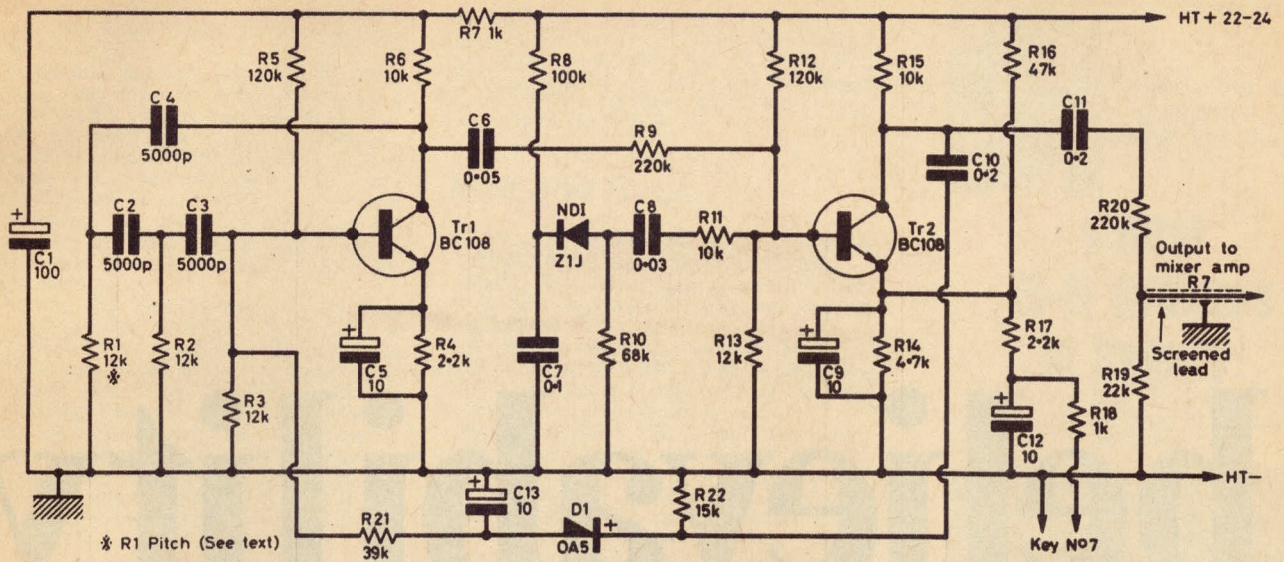 HT+ 22-24
R7 1k
R5
120k
R6
10k
R8
100k
R12
120k
R15
10k
R16
47k
C4
5000p
C6
0·05
R9
220k
C10
0·2
C11
0·2
C2
5000p
C3
5000p
Tr1
BC108
NDI
Z1J
C8
0·03
R11
10k
Tr2
BC108
R20
220k
Output to
mixer amp
R7
+
C1
100
R1
12k
※
R2
12k
R3
12k
+
C5
10
R4
2·2k
C7
0·1
R10
68k
R13
12k
+
C9
10
R14
4·7k
R17
2·2k
Screened
lead
R19
22k
+
C12
10
R18
1k
HT-
+
C13
10
R22
15k
D1
+
OA5
R21
39k
※ R1 Pitch (See text)
Key Nº7